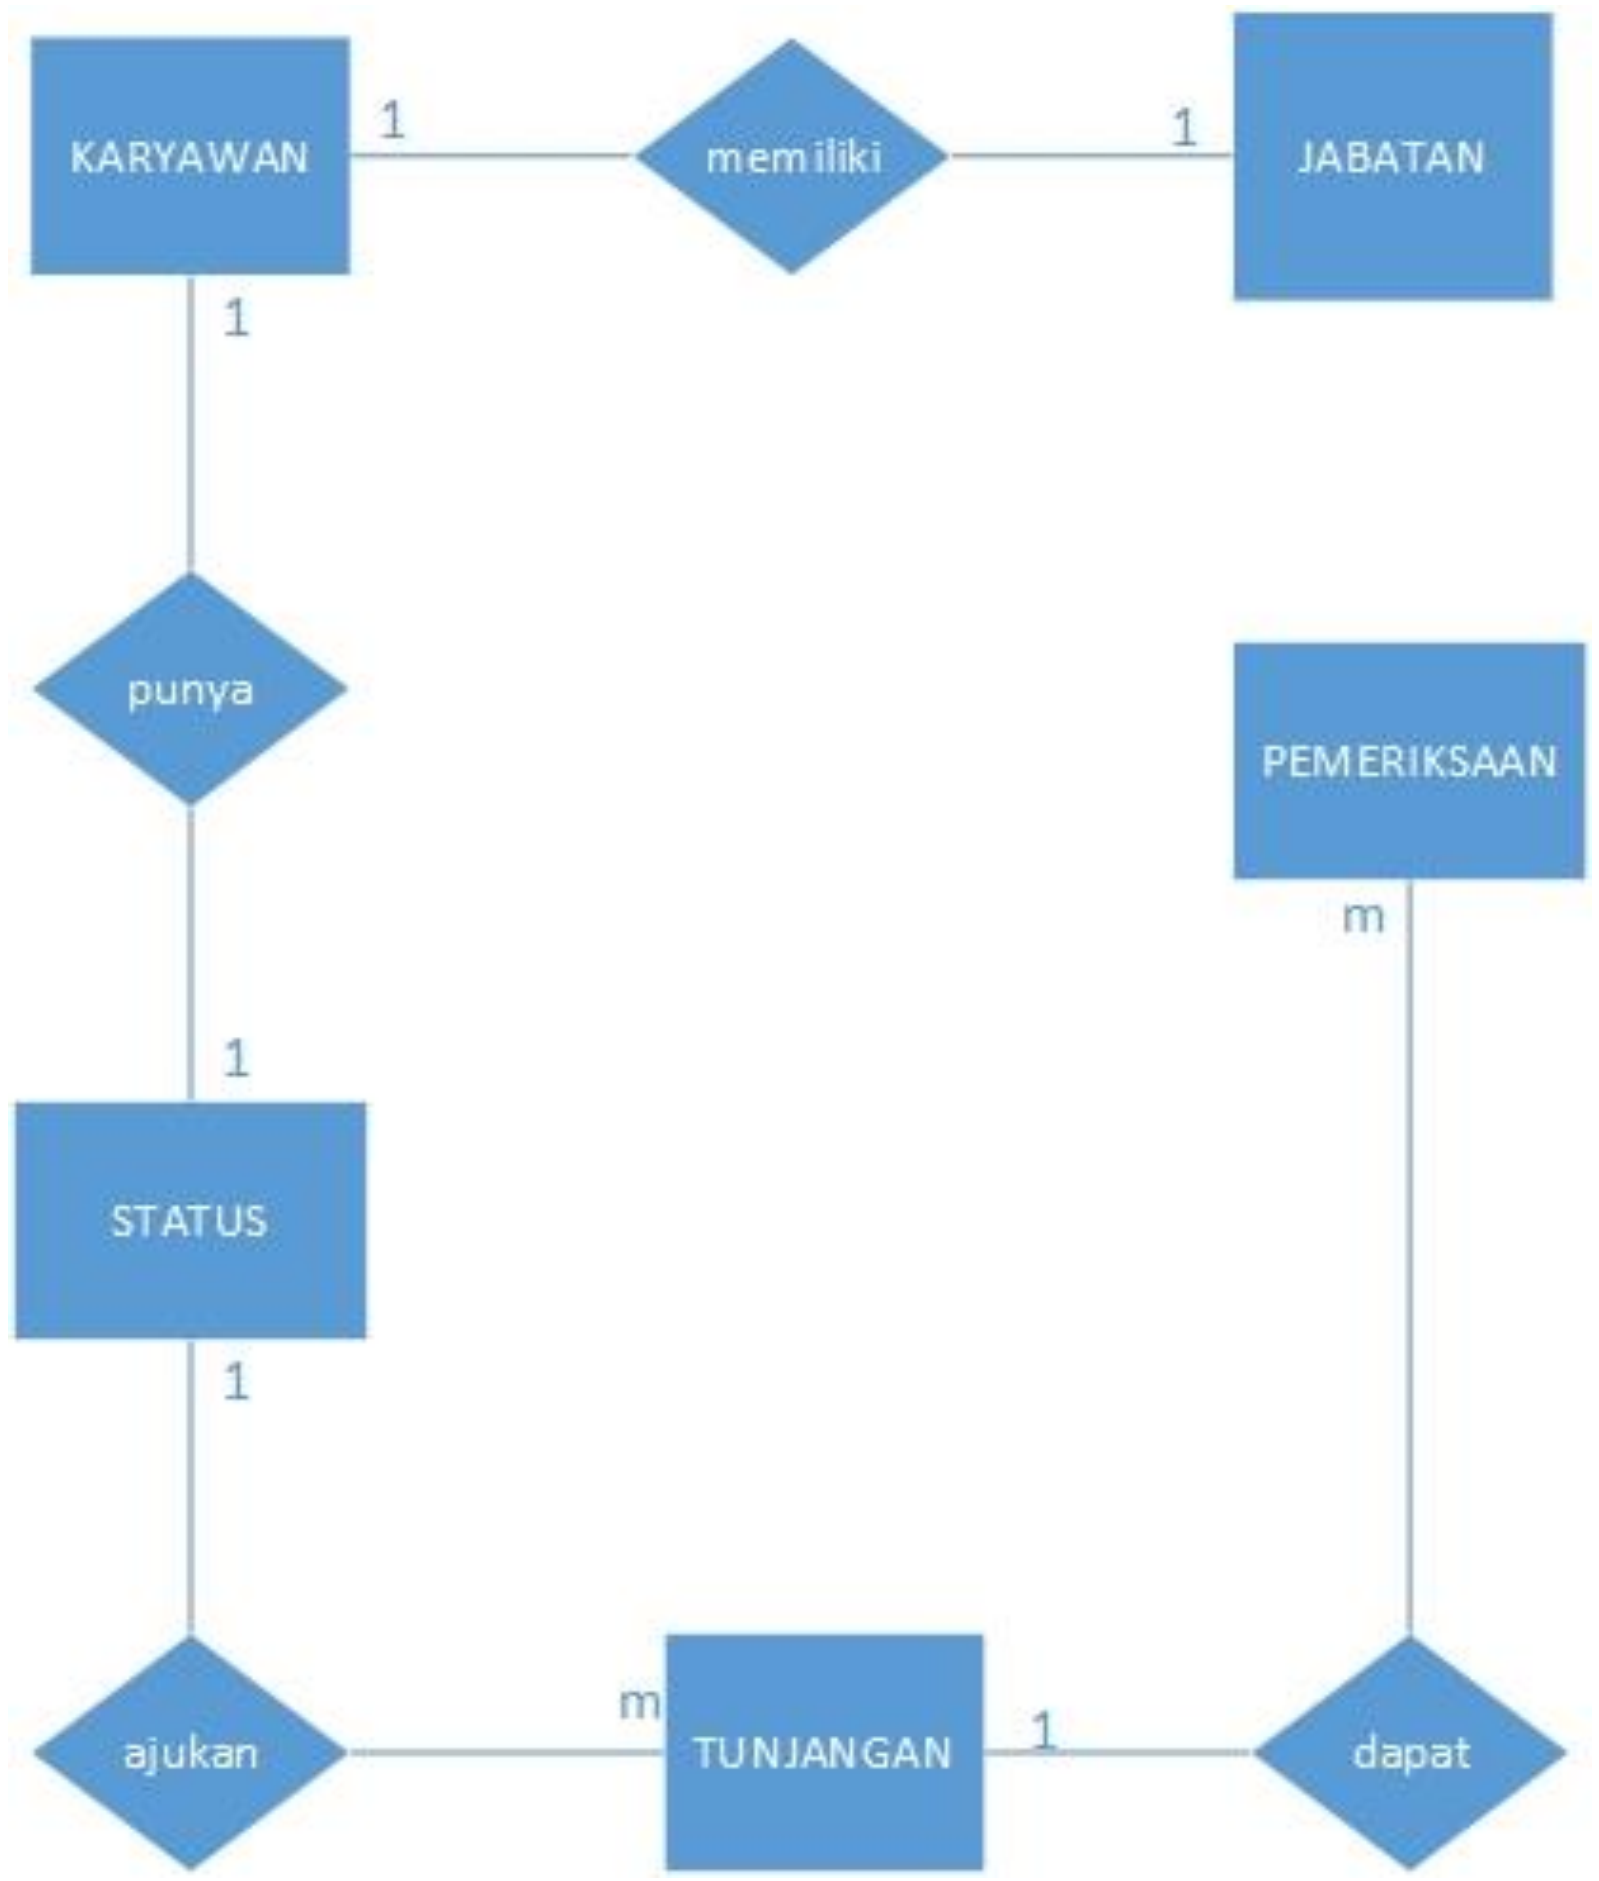 KARYAWAN
1
memiliki
1
JABATAN
1
punya
PEMERIKSAAN
m
1
STATUS
1
ajukan
m
TUNJANGAN
1
dapat